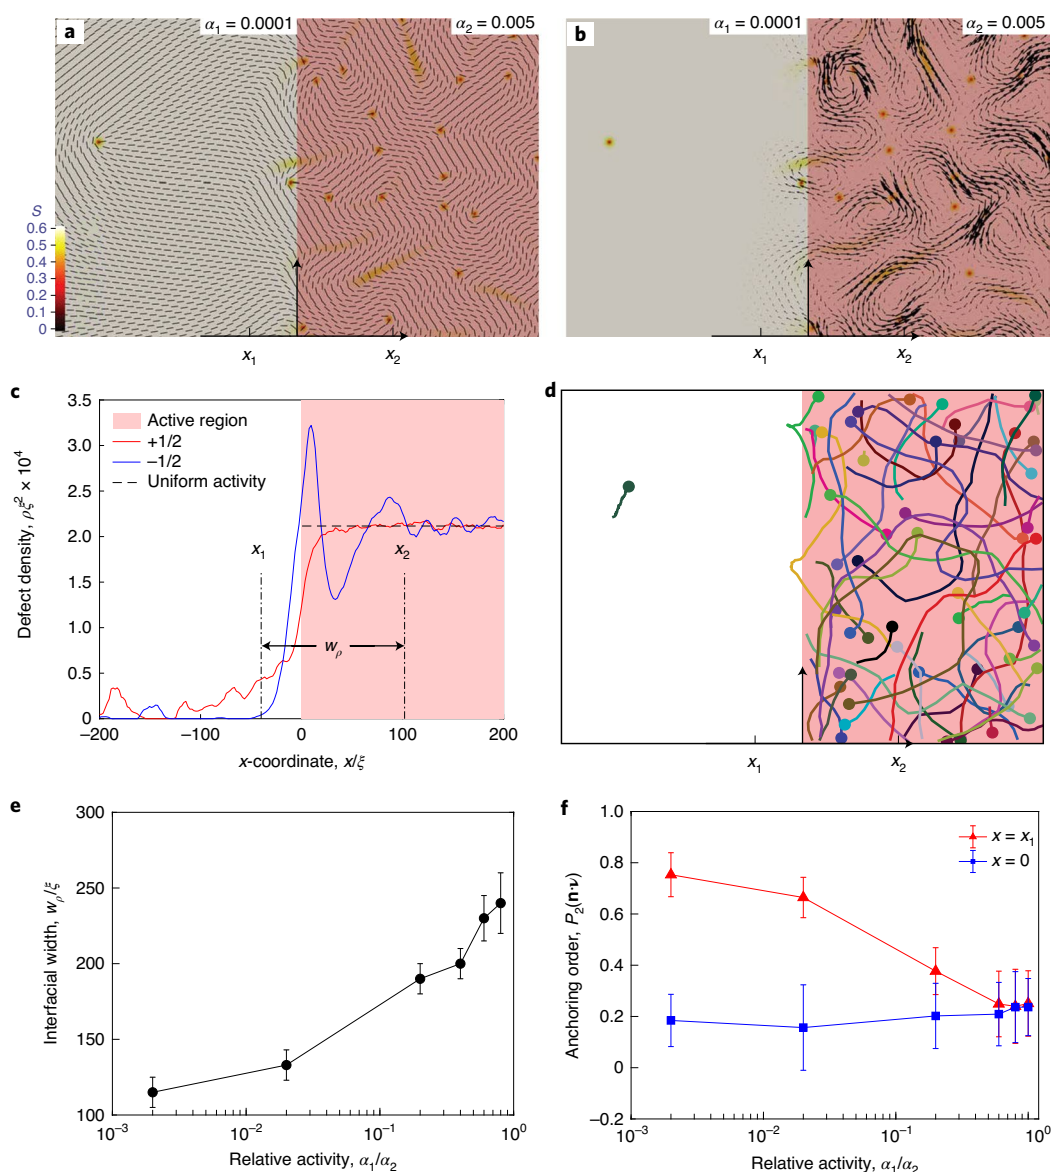 a
α₁ = 0.0001
α₂ = 0.005
S
0.6
0.5
0.4
0.3
0.2
0.1
0
x₁
x₂
b
α₁ = 0.0001
α₂ = 0.005
x₁
x₂
c
Defect density, ρξ² × 10⁴
3.5
3.0
2.5
2.0
1.5
1.0
0.5
0
Active region
+1/2
−1/2
Uniform activity
x₁
x₂
wρ
−200
−100
0
100
200
x-coordinate, x/ξ
d
x₁
x₂
e
Interfacial width, wρ/ξ
300
250
200
150
100
10⁻³
10⁻²
10⁻¹
10⁰
Relative activity, α₁/α₂
f
Anchoring order, P₂(n·ν)
1.0
0.8
0.6
0.4
0.2
0
−0.2
x = x₁
x = 0
10⁻³
10⁻²
10⁻¹
10⁰
Relative activity, α₁/α₂